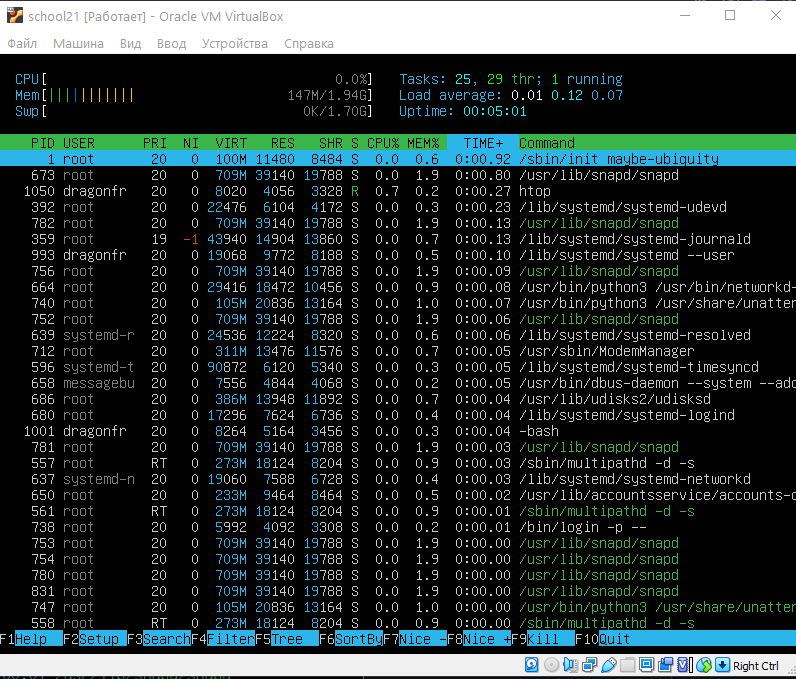 school21 [Работает] - Oracle VM VirtualBox
Файл Машина Вид Ввод Устройства Справка
CPU[ 0.0%] Tasks: 25, 29 thr; 1 running
Mem[||||||||||| 147M/1.94G] Load average: 0.01 0.12 0.07
Swp[ 0K/1.70G] Uptime: 00:05:01
PID USER PRI NI VIRT RES SHR S CPU% MEM% TIME+ Command
1 root 20 0 100M 11480 8484 S 0.0 0.6 0:00.92 /sbin/init maybe-ubiquity
673 root 20 0 709M 39140 19788 S 0.0 1.9 0:00.80 /usr/lib/snapd/snapd
1050 dragonfr 20 0 8020 4056 3328 R 0.7 0.2 0:00.27 htop
392 root 20 0 22476 6104 4172 S 0.0 0.3 0:00.23 /lib/systemd/systemd-udevd
782 root 20 0 709M 39140 19788 S 0.0 1.9 0:00.13 /usr/lib/snapd/snapd
359 root 19 -1 43940 14904 13860 S 0.0 0.7 0:00.13 /lib/systemd/systemd-journald
993 dragonfr 20 0 19068 9772 8188 S 0.0 0.5 0:00.10 /lib/systemd/systemd --user
756 root 20 0 709M 39140 19788 S 0.0 1.9 0:00.09 /usr/lib/snapd/snapd
664 root 20 0 29416 18472 10456 S 0.0 0.9 0:00.08 /usr/bin/python3 /usr/bin/networkd-
740 root 20 0 105M 20836 13164 S 0.0 1.0 0:00.07 /usr/bin/python3 /usr/share/unatten
752 root 20 0 709M 39140 19788 S 0.0 1.9 0:00.06 /usr/lib/snapd/snapd
639 systemd-r 20 0 24536 12224 8320 S 0.0 0.6 0:00.06 /lib/systemd/systemd-resolved
712 root 20 0 311M 13476 11576 S 0.0 0.7 0:00.05 /usr/sbin/ModemManager
596 systemd-t 20 0 90872 6120 5340 S 0.0 0.3 0:00.05 /lib/systemd/systemd-timesyncd
658 messagebu 20 0 7556 4844 4068 S 0.0 0.2 0:00.05 /usr/bin/dbus-daemon --system --add
686 root 20 0 386M 13948 11892 S 0.0 0.7 0:00.05 /usr/lib/udisks2/udisksd
680 root 20 0 17296 7624 6736 S 0.0 0.4 0:00.04 /lib/systemd/systemd-logind
1001 dragonfr 20 0 8264 5164 3456 S 0.0 0.3 0:00.04 -bash
781 root 20 0 709M 39140 19788 S 0.0 1.9 0:00.03 /usr/lib/snapd/snapd
557 root RT 0 273M 18124 8204 S 0.0 0.9 0:00.03 /sbin/multipathd -d -s
637 systemd-n 20 0 19060 7588 6728 S 0.0 0.4 0:00.03 /lib/systemd/systemd-networkd
650 root 20 0 233M 9464 8464 S 0.0 0.5 0:00.02 /usr/lib/accountsservice/accounts-d
561 root RT 0 273M 18124 8204 S 0.0 0.9 0:00.01 /sbin/multipathd -d -s
738 root 20 0 5992 4092 3308 S 0.0 0.2 0:00.01 /bin/login -p --
753 root 20 0 709M 39140 19788 S 0.0 1.9 0:00.00 /usr/lib/snapd/snapd
754 root 20 0 709M 39140 19788 S 0.0 1.9 0:00.00 /usr/lib/snapd/snapd
780 root 20 0 709M 39140 19788 S 0.0 1.9 0:00.00 /usr/lib/snapd/snapd
831 root 20 0 709M 39140 19788 S 0.0 1.9 0:00.00 /usr/lib/snapd/snapd
747 root 20 0 105M 20836 13164 S 0.0 1.0 0:00.00 /usr/bin/python3 /usr/share/unatten
558 root RT 0 273M 18124 8204 S 0.0 0.9 0:00.00 /sbin/multipathd -d -s
F1Help F2Setup F3SearchF4FilterF5Tree F6SortByF7Nice -F8Nice +F9Kill F10Quit
Right Ctrl